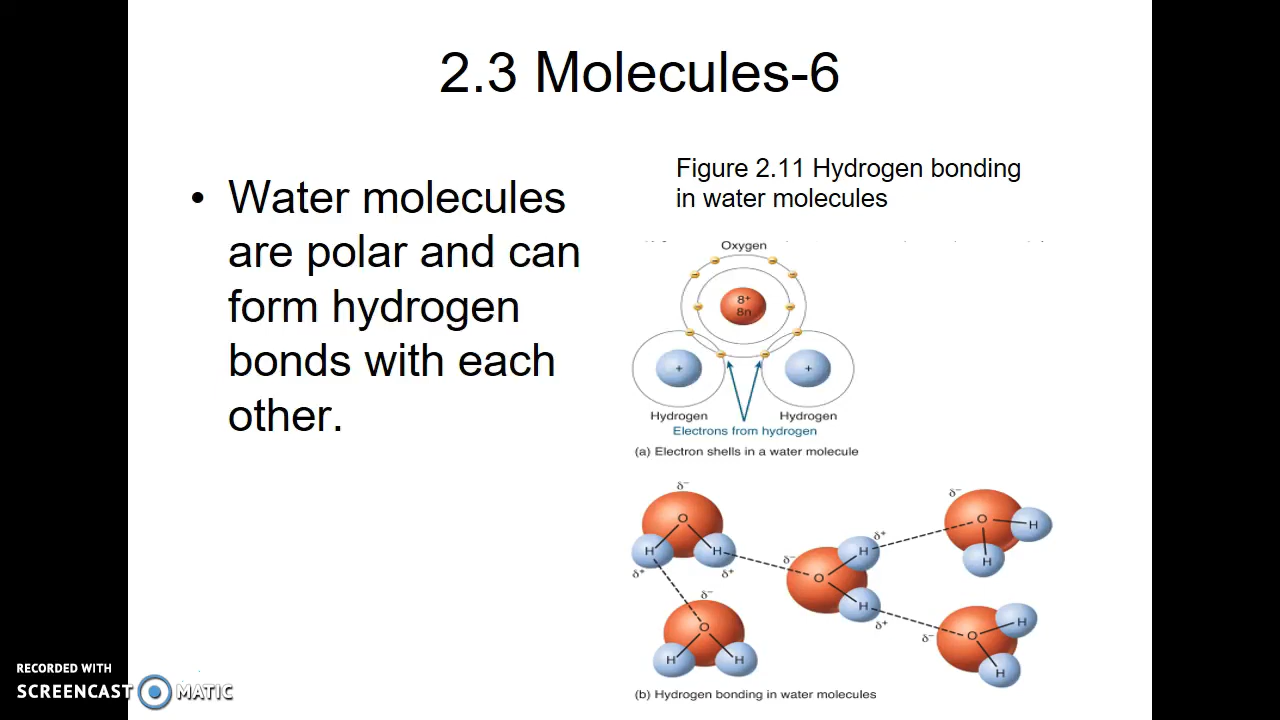 2.3 Molecules-6
• Water molecules
are polar and can
form hydrogen
bonds with each
other.
Figure 2.11 Hydrogen bonding
in water molecules
Oxygen
8+
8n
+ +
Hydrogen Hydrogen
Electrons from hydrogen
(a) Electron shells in a water molecule
δ− δ−
O O H
H H δ+ H
δ+ δ+ δ− H
O
δ− H
O δ+ δ− O H
H H H
(b) Hydrogen bonding in water molecules
RECORDED WITH
SCREENCAST MATIC